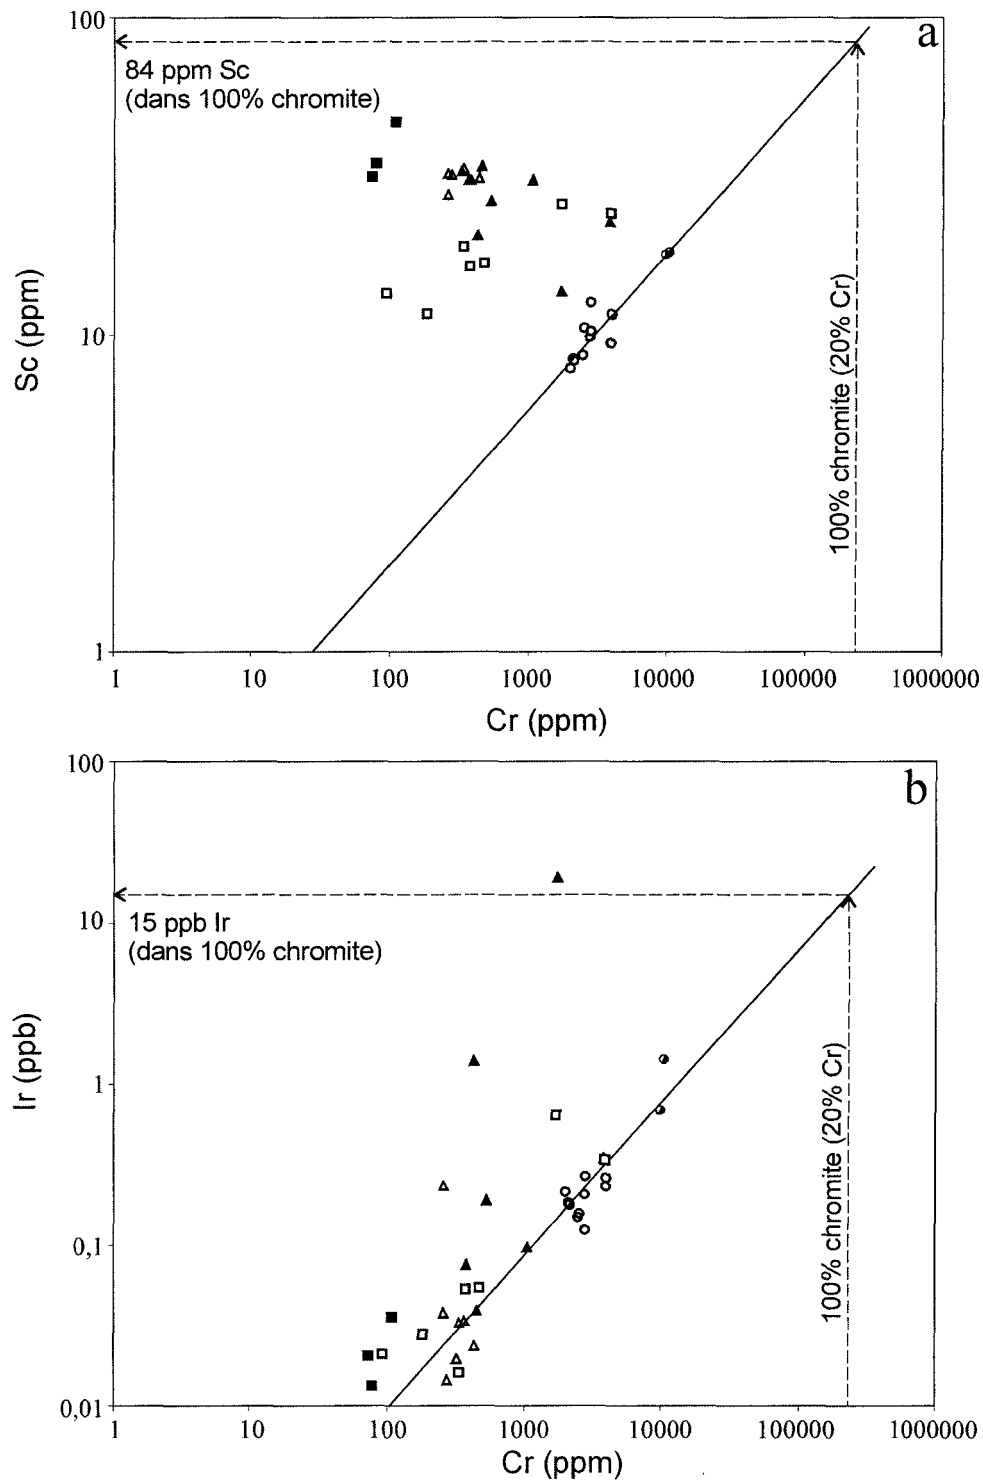 a
100
84 ppm Sc
(dans 100% chromite)
Sc (ppm)
10
100% chromite (20% Cr)
1
1 10 100 1000 10000 100000 1000000
Cr (ppm)
b
100
10
15 ppb Ir
(dans 100% chromite)
Ir (ppb)
1
100% chromite (20% Cr)
0,1
0,01
1 10 100 1000 10000 100000 1000000
Cr (ppm)